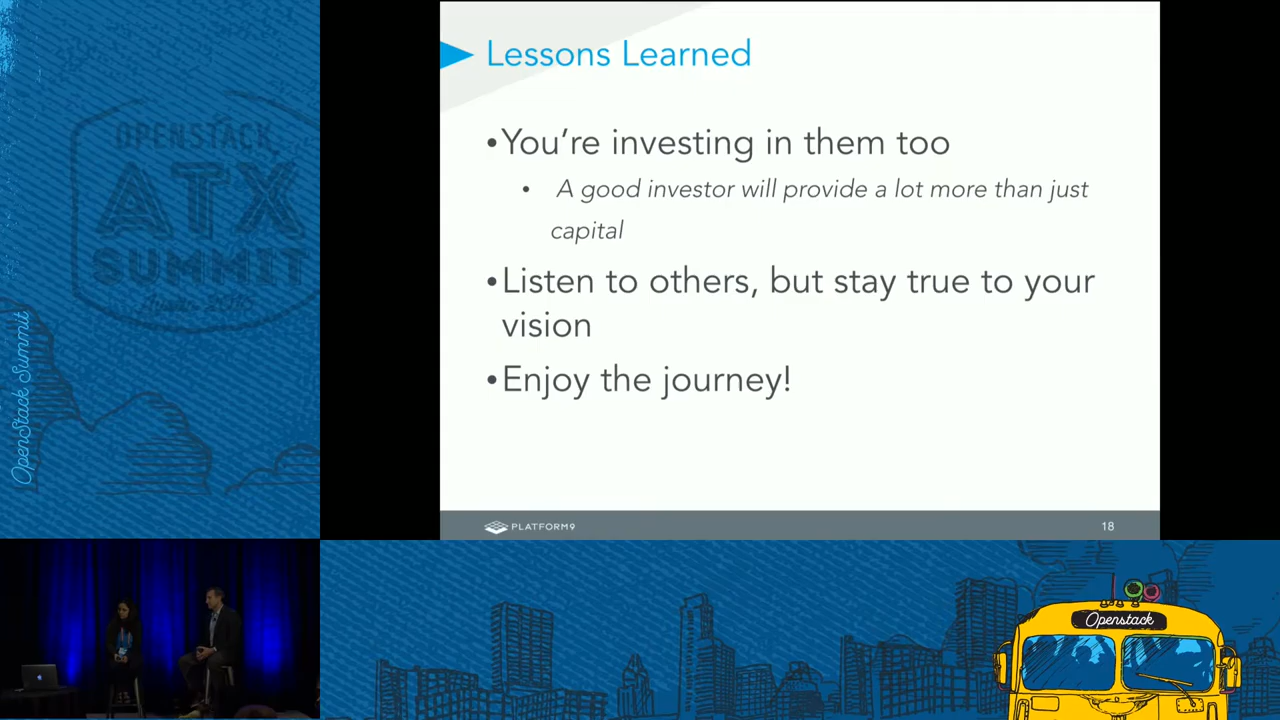 Lessons Learned
•You're investing in them too
• A good investor will provide a lot more than just
capital
•Listen to others, but stay true to your
vision
•Enjoy the journey!
PLATFORM9
18
OPENSTACK
ATX
SUMMIT
OpenStack Summit
Openstack